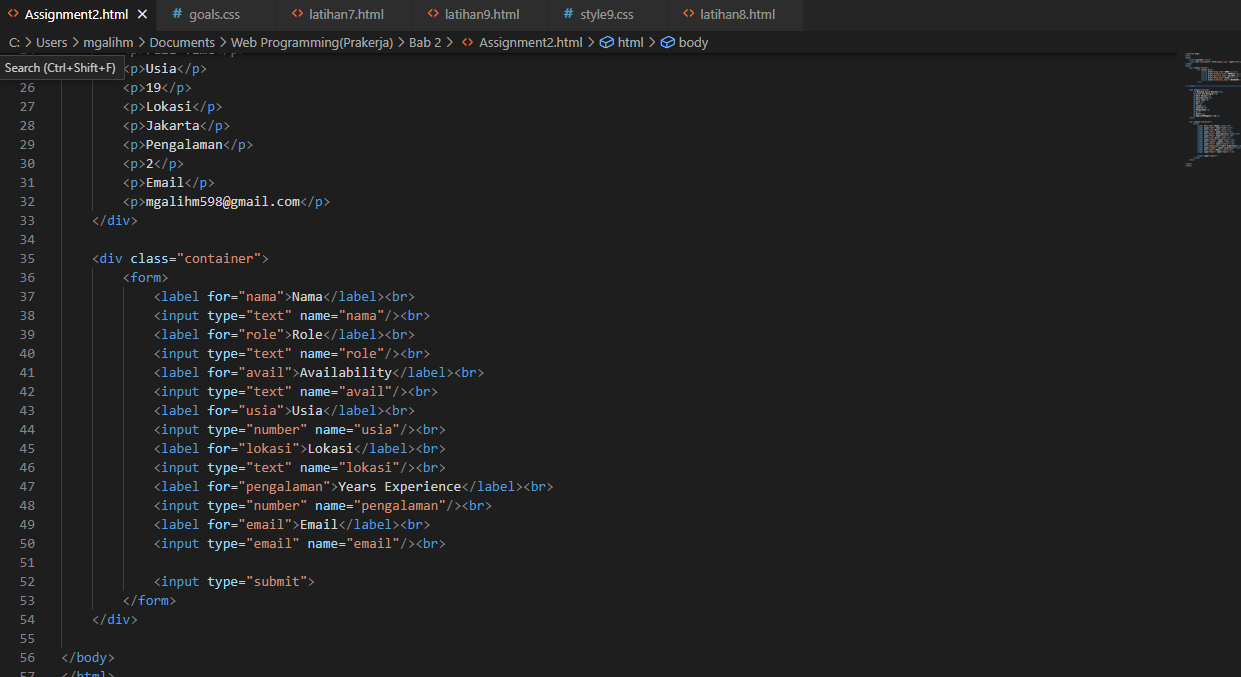 Assignment2.html
goals.css
latihan7.html
latihan9.html
style9.css
latihan8.html
C: > Users > mgalihm > Documents > Web Programming(Prakerja) > Bab 2 > Assignment2.html > html > body
Search (Ctrl+Shift+F)
<p>Usia</p>
26 <p>19</p>
27 <p>Lokasi</p>
28 <p>Jakarta</p>
29 <p>Pengalaman</p>
30 <p>2</p>
31 <p>Email</p>
32 <p>mgalihm598@gmail.com</p>
33 </div>
34
35 <div class="container">
36 <form>
37 <label for="nama">Nama</label><br>
38 <input type="text" name="nama"/><br>
39 <label for="role">Role</label><br>
40 <input type="text" name="role"/><br>
41 <label for="avail">Availability</label><br>
42 <input type="text" name="avail"/><br>
43 <label for="usia">Usia</label><br>
44 <input type="number" name="usia"/><br>
45 <label for="lokasi">Lokasi</label><br>
46 <input type="text" name="lokasi"/><br>
47 <label for="pengalaman">Years Experience</label><br>
48 <input type="number" name="pengalaman"/><br>
49 <label for="email">Email</label><br>
50 <input type="email" name="email"/><br>
51
52 <input type="submit">
53 </form>
54 </div>
55
56 </body>
57 </html>